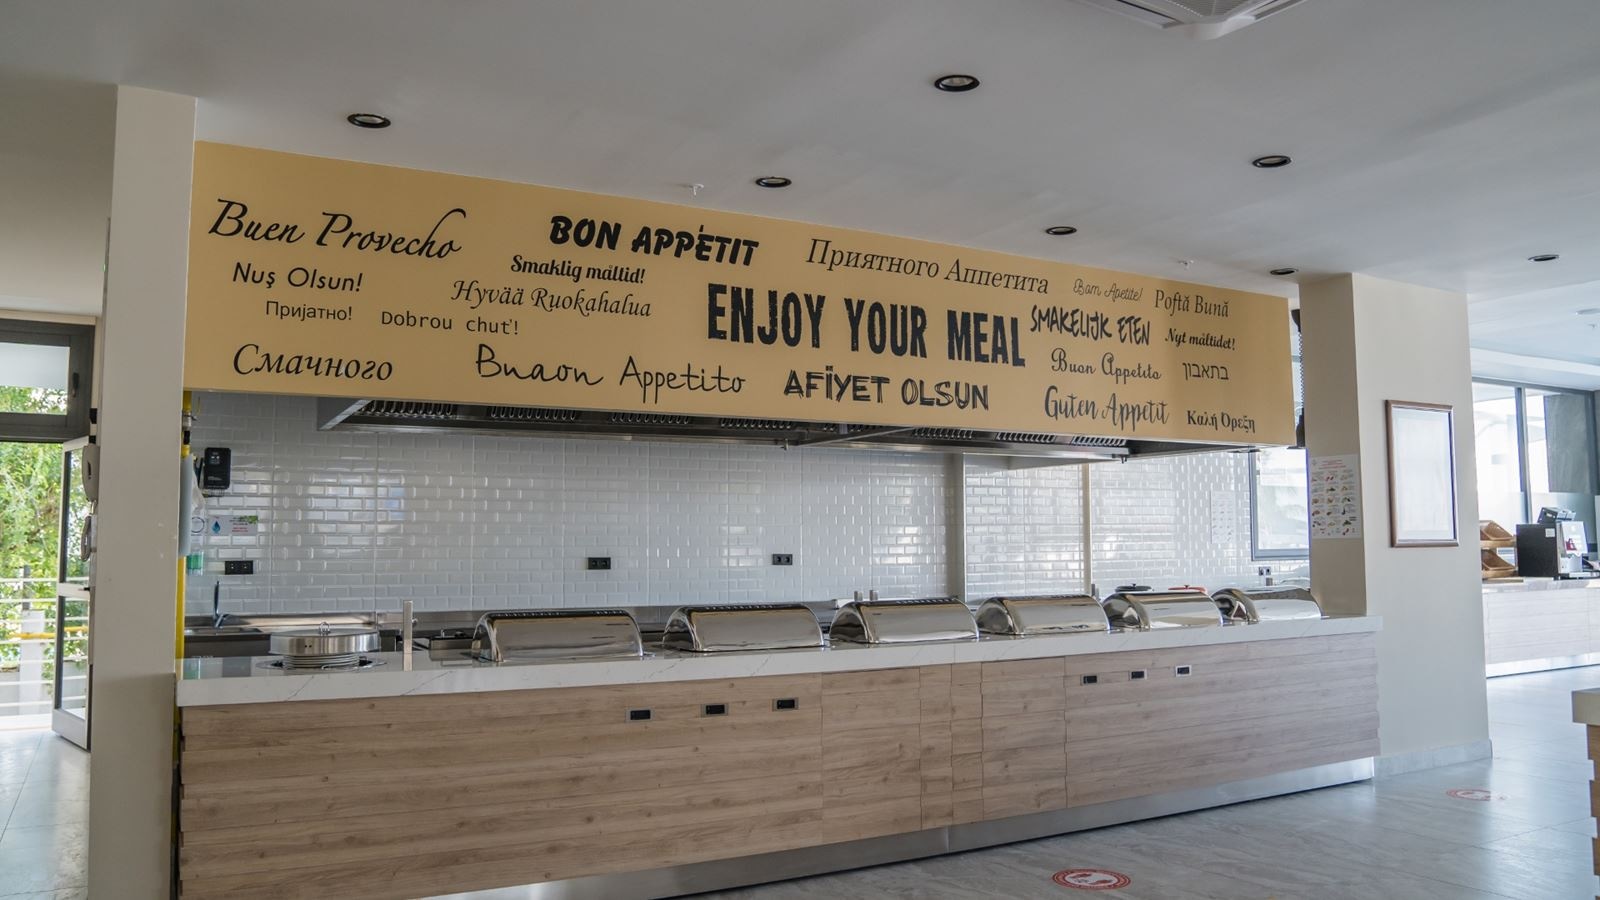 Buen Provecho
BON APPÉTIT
Приятного Аппетита
Bom Apetite!
Poftă Bună
Nuş Olsun!
Smaklig måltid!
Hyvää Ruokahalua
ENJOY YOUR MEAL
SMAKELIJK ETEN
Nyt måltidet!
Пријатно!
Dobrou chuť!
Buon Appetito
בתאבון
Смачного
Bnaon Appetito
AFİYET OLSUN
Guten Appetit
Καλή Όρεξη